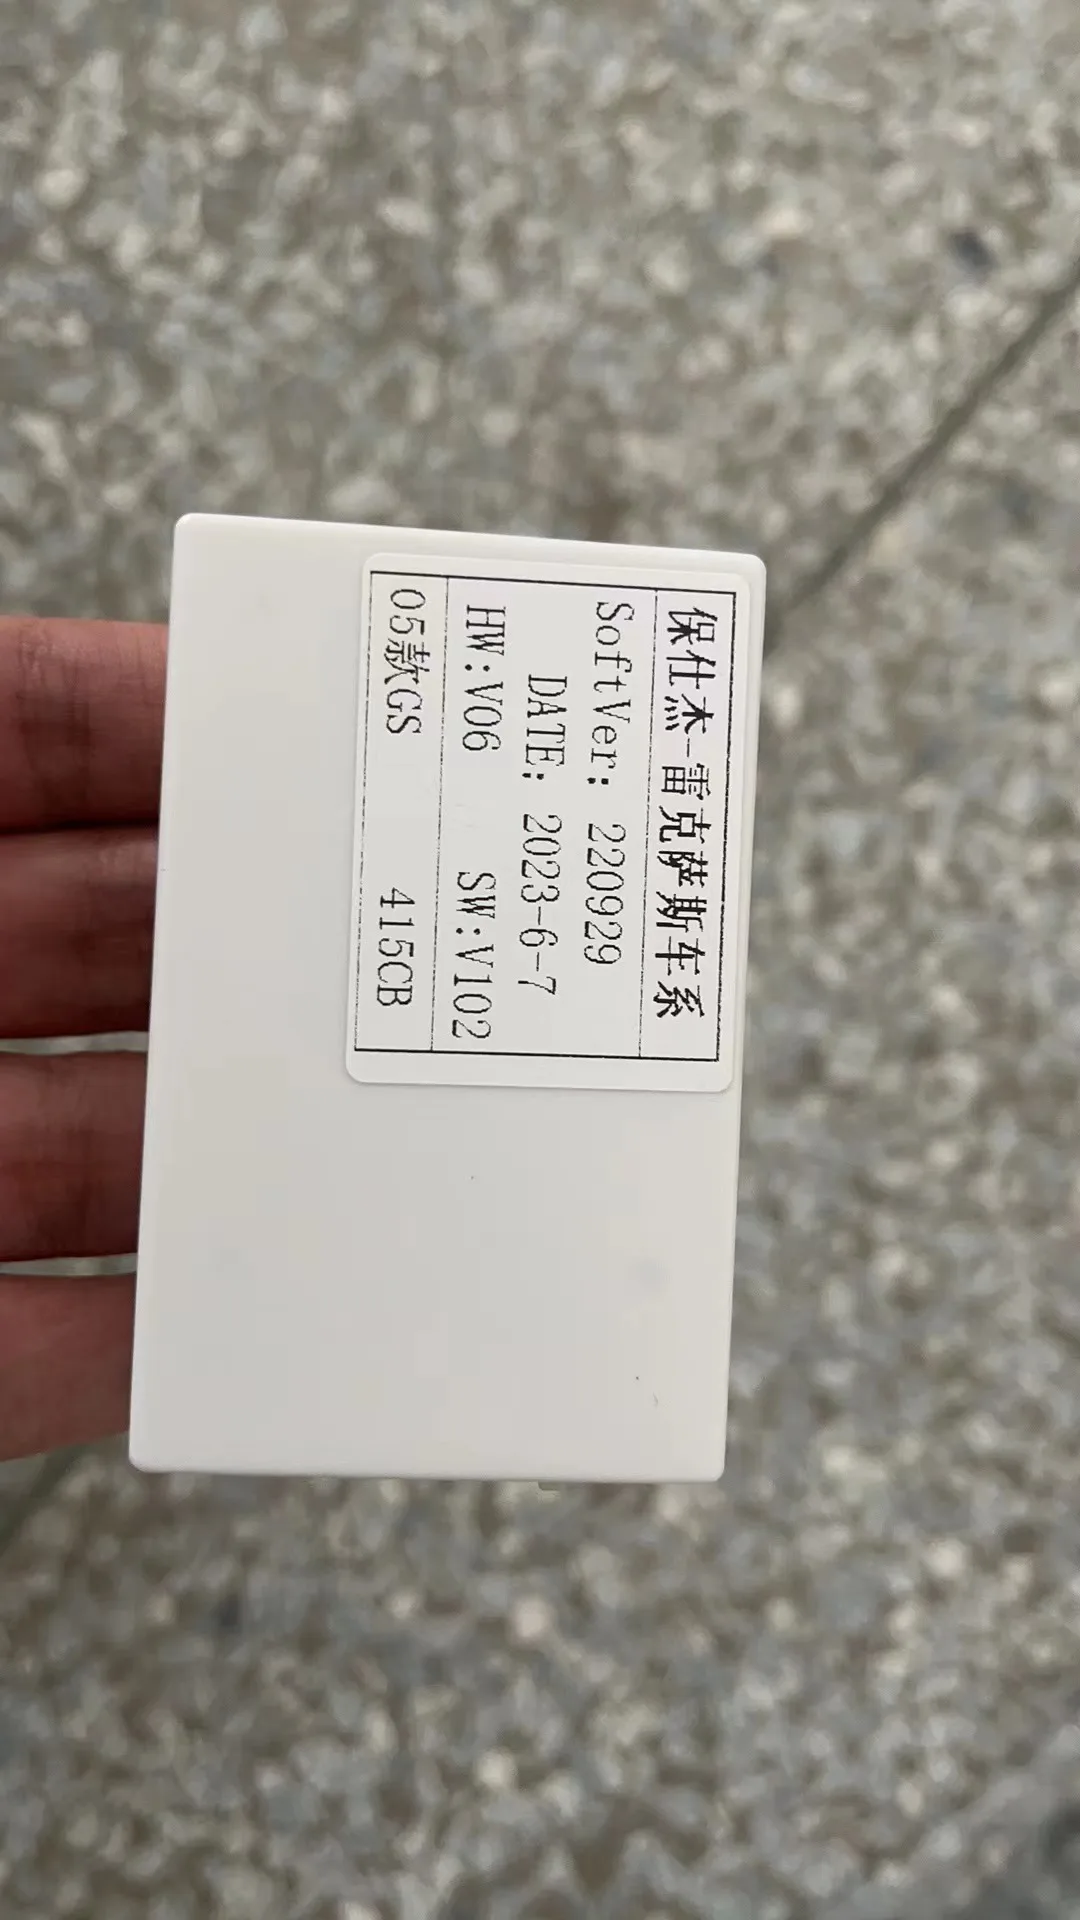 保仕杰-雷克萨斯车系
SoftVer: 220929
DATE: 2023-6-7
HW:V06 SW:V102
05款GS 415CB